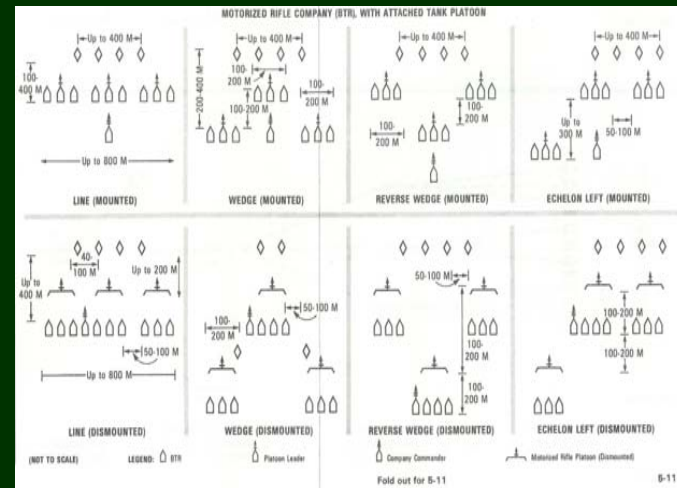 MOTORIZED RIFLE COMPANY (BTR), WITH ATTACHED TANK PLATOON
Up to 400 M
100-
400 M
Up to 800 M
LINE (MOUNTED)
Up to 400 M
200-400 M
100-
200 M
100-200 M
100-
200 M
WEDGE (MOUNTED)
Up to 400 M
100-
200 M
100-
200 M
REVERSE WEDGE (MOUNTED)
Up to 400 M
Up to
300 M
50-100 M
ECHELON LEFT (MOUNTED)
40-
100 M
Up to
400 M
Up to 200 M
50-100 M
Up to 800 M
LINE (DISMOUNTED)
50-100 M
100-
200 M
WEDGE (DISMOUNTED)
50-100 M
100-
200 M
100-
200 M
REVERSE WEDGE (DISMOUNTED)
100-200 M
100-200 M
ECHELON LEFT (DISMOUNTED)
(NOT TO SCALE) LEGEND: BTR Platoon Leader Company Commander Motorized Rifle Platoon (Dismounted)
Fold out for 5-11 5-11